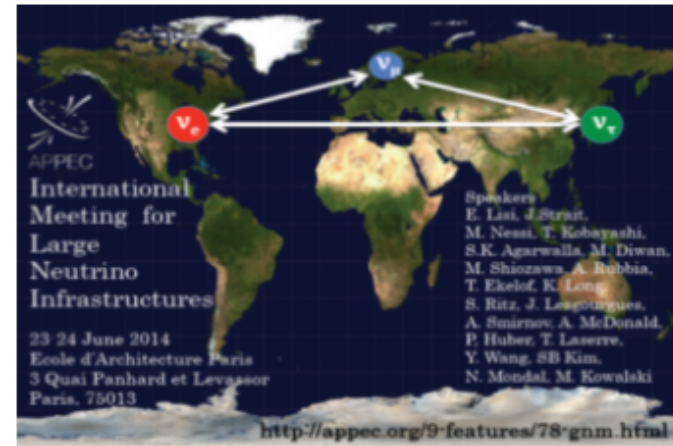 νe
νμ
ντ
APPEC
International
Meeting for
Large
Neutrino
Infrastructures
23-24 June 2014
Ecole d'Architecture Paris
3 Quai Panhard et Levassor
Paris, 75013
Speakers
E. Lisi, J.Strait,
M. Nessi, T. Kobayashi,
S.K. Agarwalla, M. Diwan,
M. Shiozawa, A. Rubbia,
T. Ekelof, K. Long,
S. Ritz, J. Lesgourgues,
A. Smirnov, A. McDonald,
P. Huber, T. Laserre,
Y. Wang, SB Kim,
N. Mondal, M. Kowalski
http://appec.org/9-features/78-gnm.html